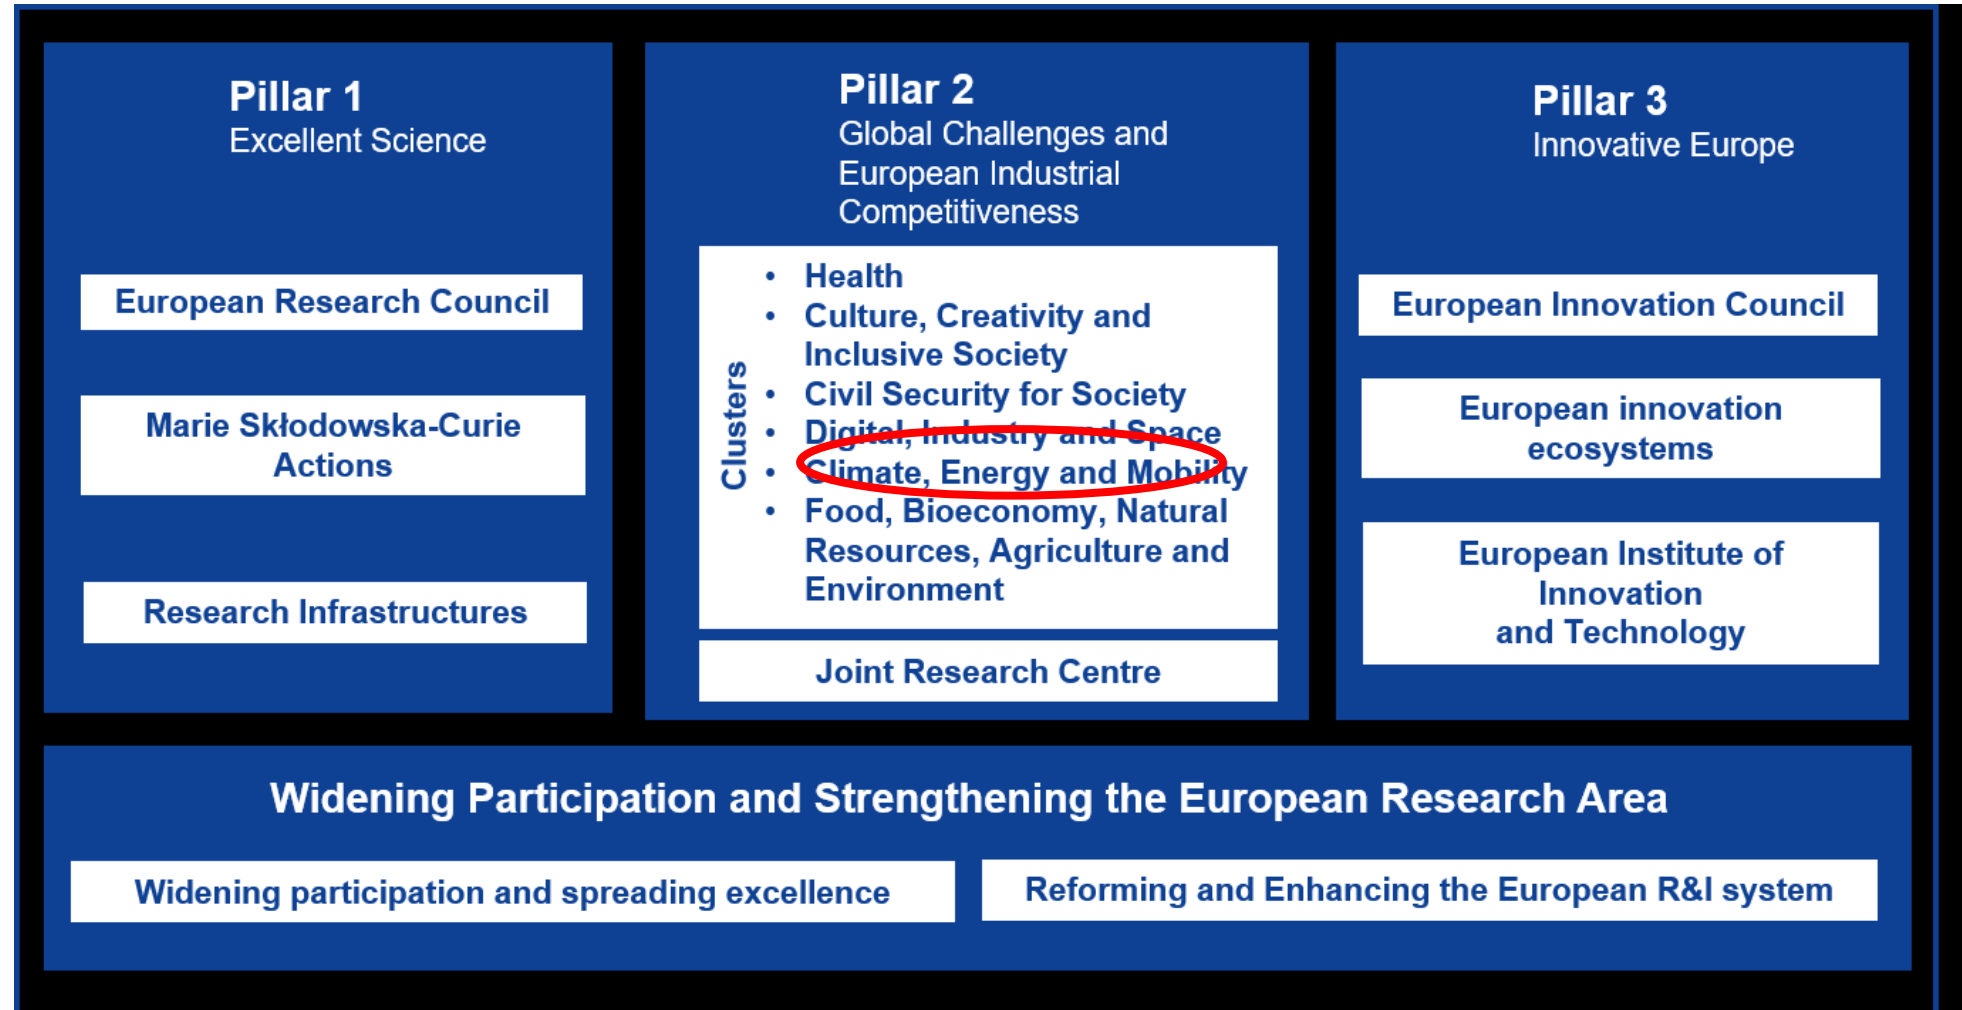 Pillar 1
Excellent Science
European Research Council
Marie Skłodowska-Curie
Actions
Research Infrastructures
Pillar 2
Global Challenges and
European Industrial
Competitiveness
Clusters
• Health
• Culture, Creativity and
Inclusive Society
• Civil Security for Society
• Digital, Industry and Space
• Climate, Energy and Mobility
• Food, Bioeconomy, Natural
Resources, Agriculture and
Environment
Joint Research Centre
Pillar 3
Innovative Europe
European Innovation Council
European innovation
ecosystems
European Institute of
Innovation
and Technology
Widening Participation and Strengthening the European Research Area
Widening participation and spreading excellence
Reforming and Enhancing the European R&I system